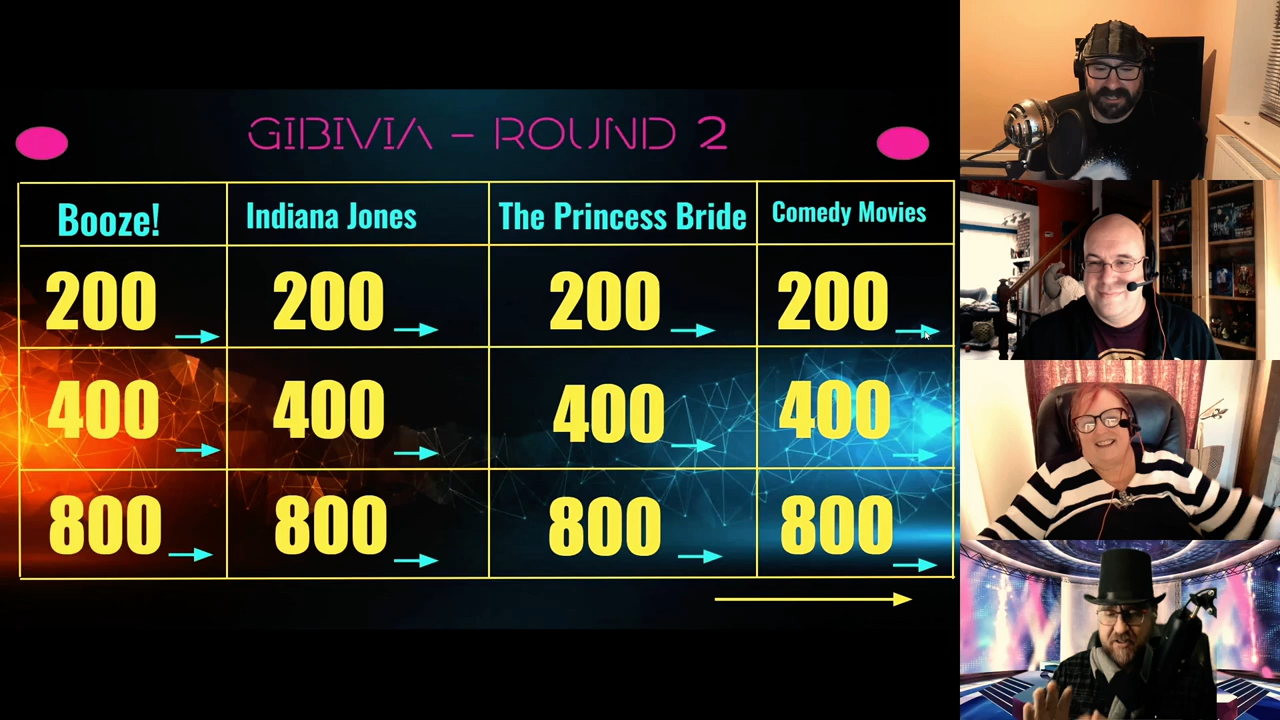 GIBIVIA – ROUND 2
Booze! Indiana Jones The Princess Bride Comedy Movies
200 200 200 200
400 400 400 400
800 800 800 800